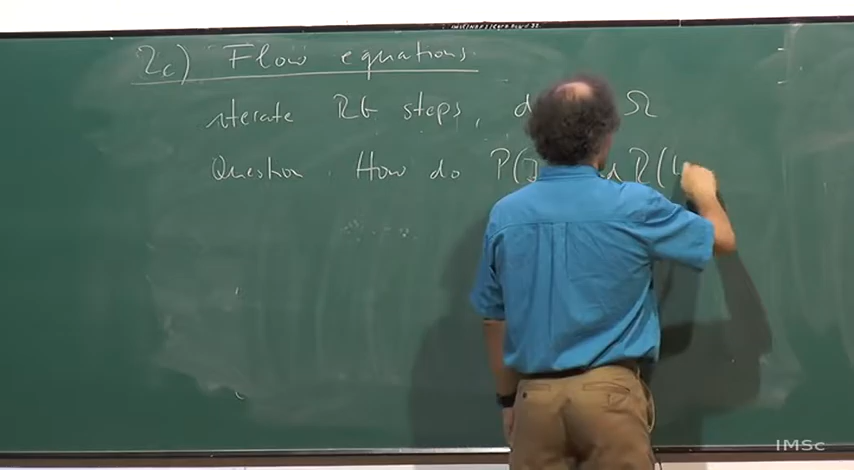 2c) Flow equations.
iterate RG steps, d Ω
Question. How do P(J d R(L
IMSc